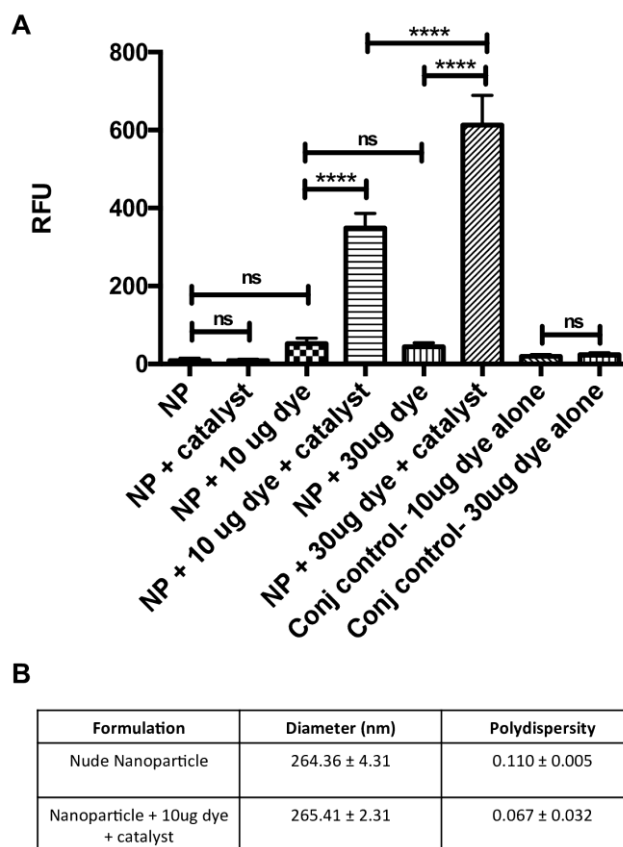 A
****
****
ns
****
ns
ns
ns
RFU
800
600
400
200
0
NP
NP + catalyst
NP + 10 ug dye
NP + 10 ug dye + catalyst
NP + 30ug dye
NP + 30ug dye + catalyst
Conj control- 10ug dye alone
Conj control- 30ug dye alone
B
Formulation Diameter (nm) Polydispersity
Nude Nanoparticle 264.36 ± 4.31 0.110 ± 0.005
Nanoparticle + 10ug dye 265.41 ± 2.31 0.067 ± 0.032
+ catalyst